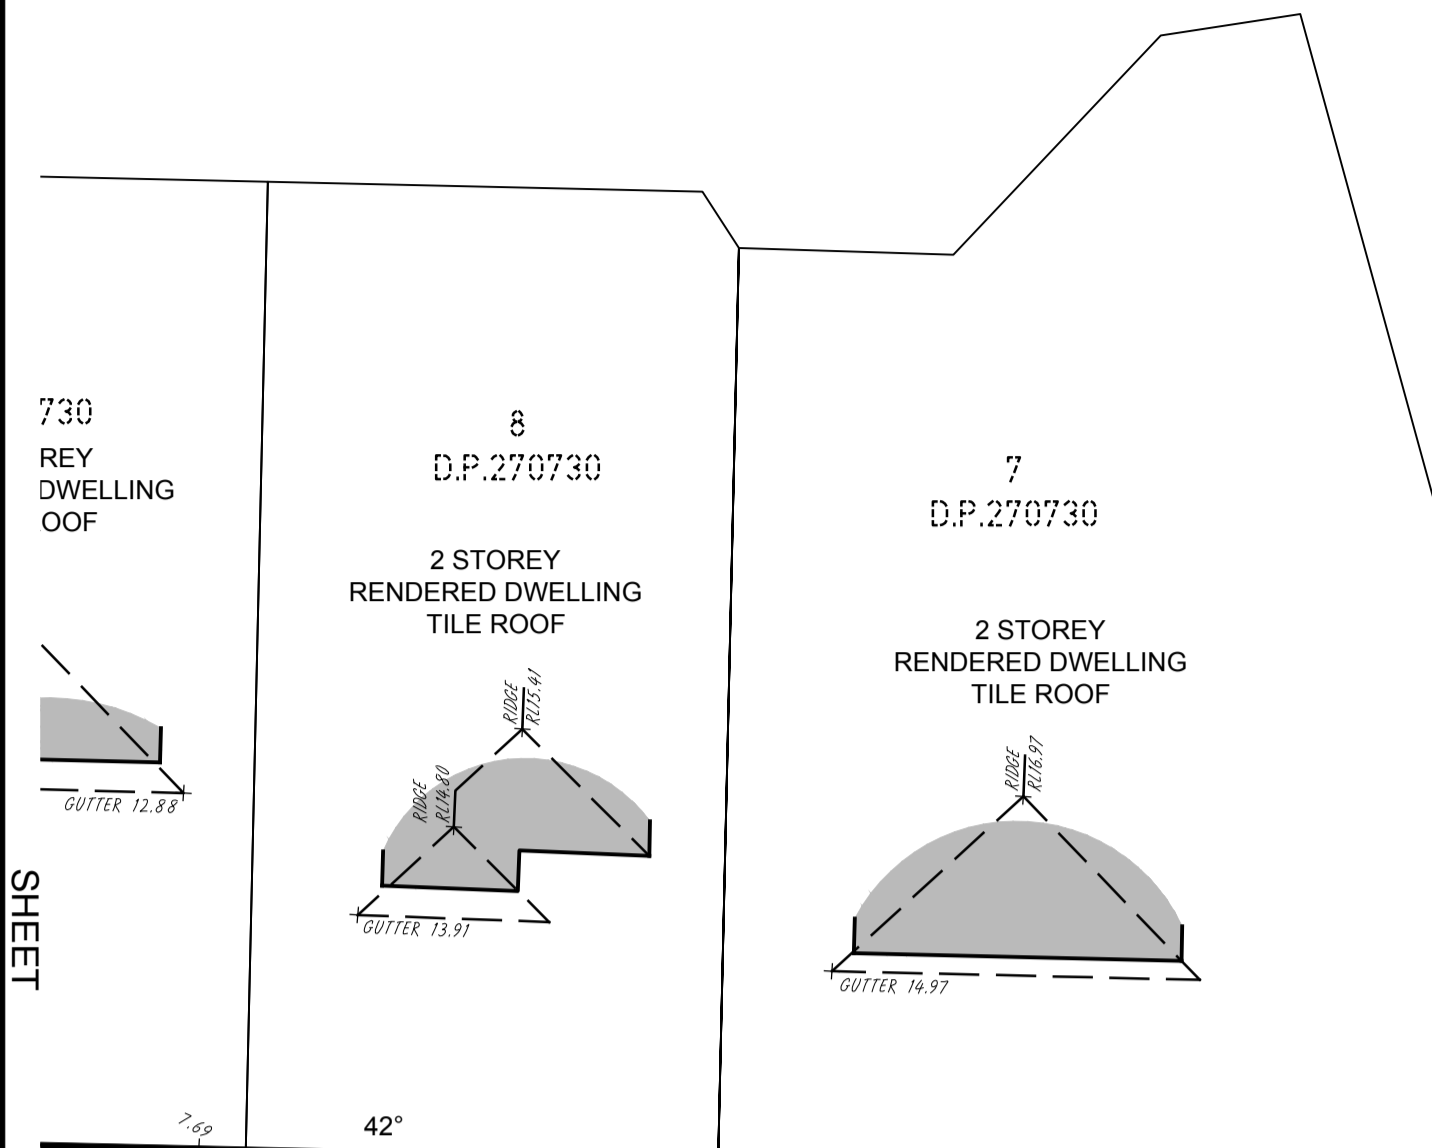 730
REY
DWELLING
OOF
GUTTER 12.88
SHEET
7.69
8
D.P.270730
2 STOREY
RENDERED DWELLING
TILE ROOF
RIDGE
RL15.41
RIDGE
RL14.80
GUTTER 13.91
42°
7
D.P.270730
2 STOREY
RENDERED DWELLING
TILE ROOF
RIDGE
RL16.97
GUTTER 14.97